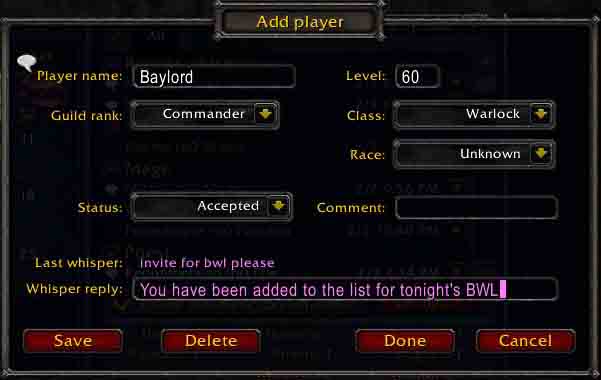 Add player
All
Player name: Baylord Level: 60
Guild rank: Commander Class: Warlock
Race: Unknown
Status: Accepted Comment:
Last whisper: invite for bwl please
Whisper reply: You have been added to the list for tonight's BWL
Save Delete Done Cancel